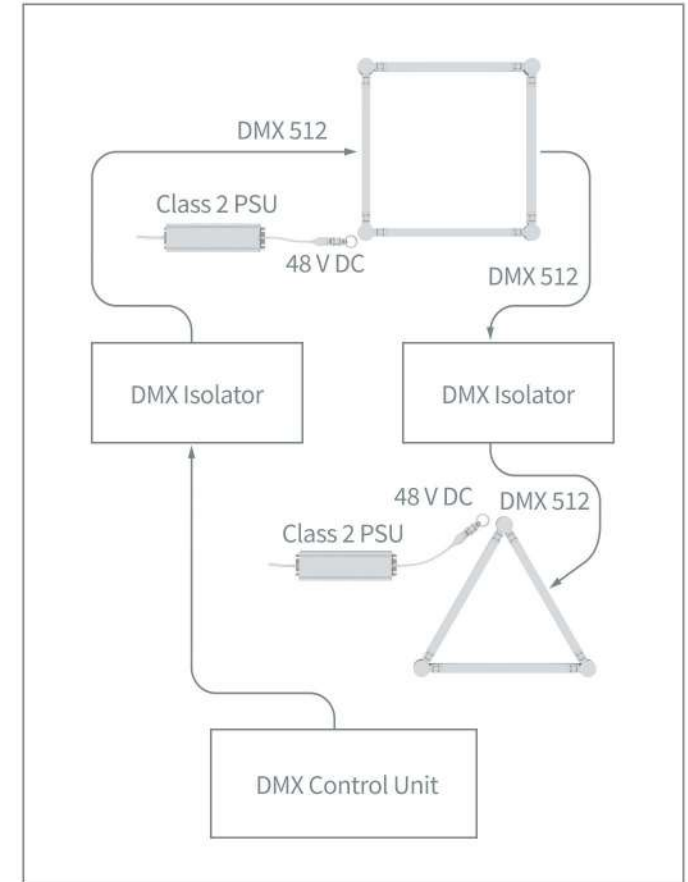 DMX 512
Class 2 PSU
48 V DC
DMX 512
DMX Isolator
DMX Isolator
48 V DC
DMX 512
Class 2 PSU
DMX Control Unit